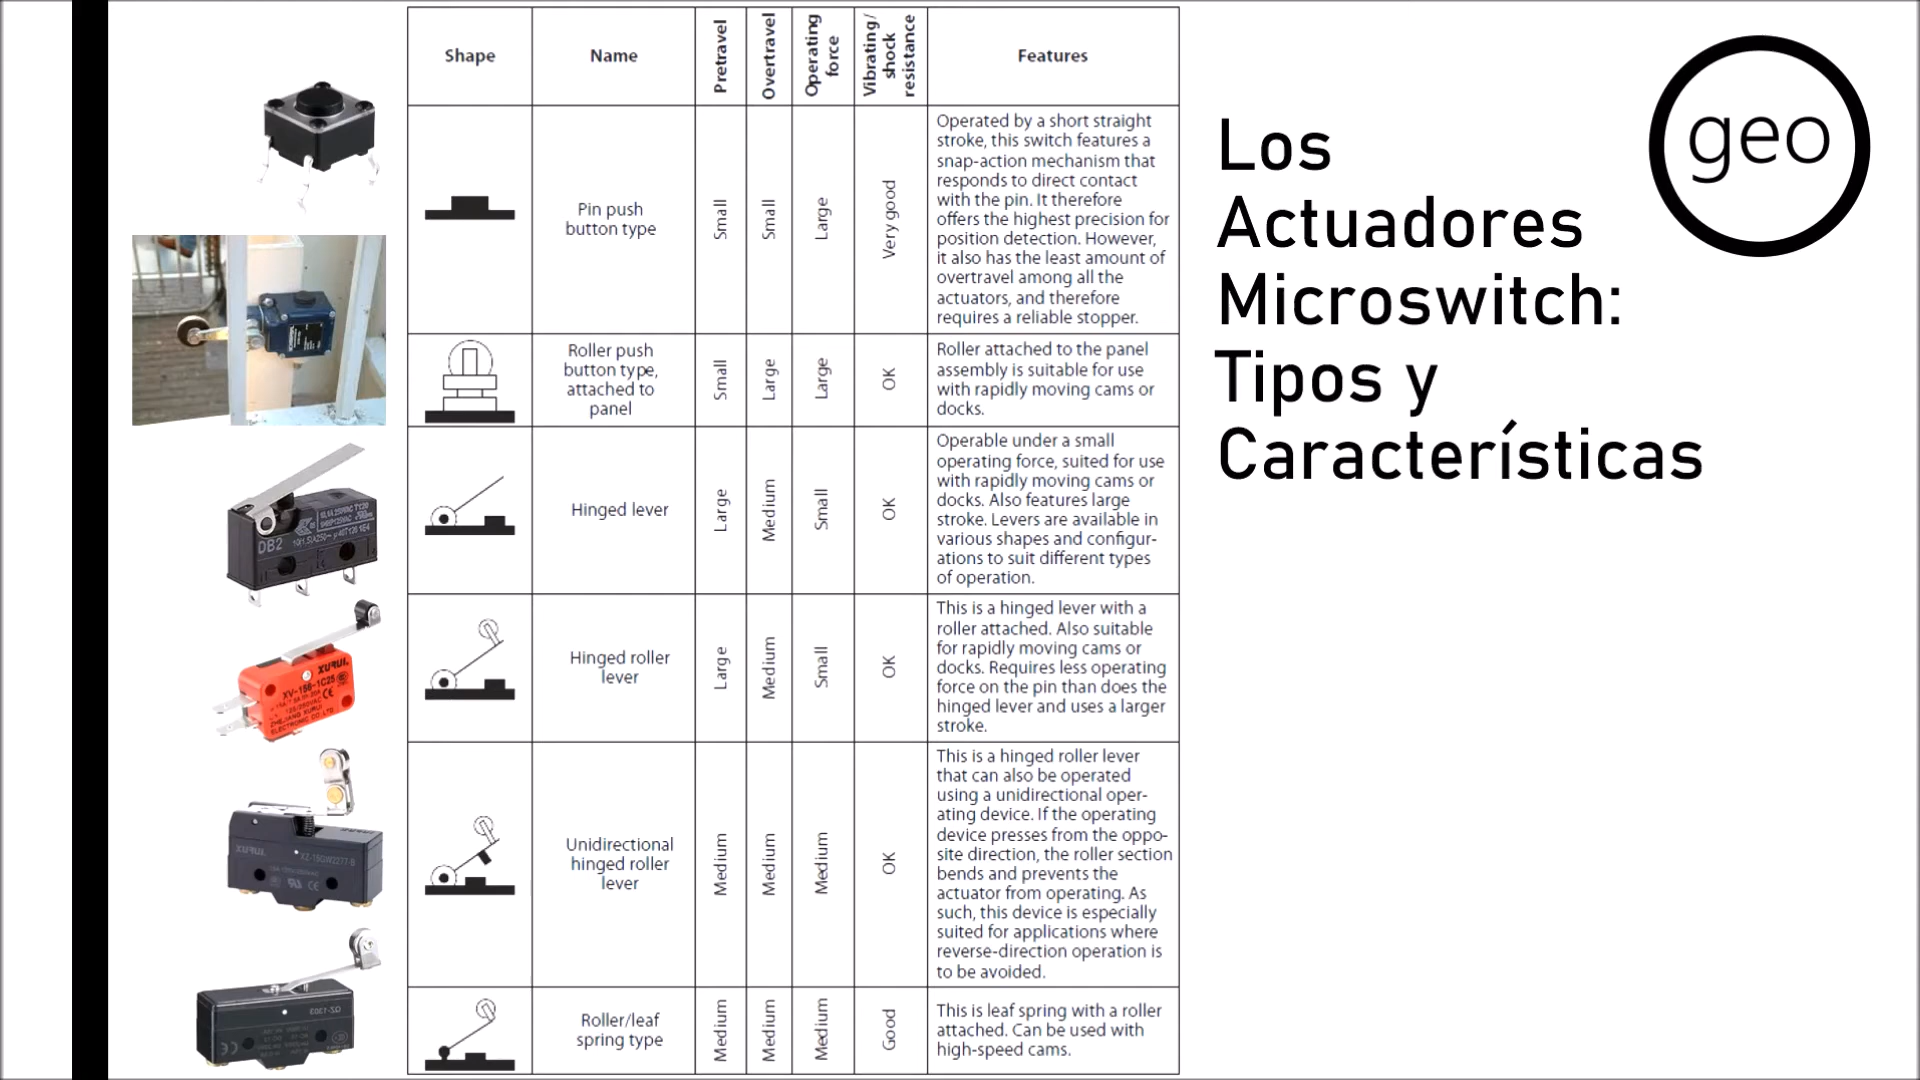 Shape
Name
Pretravel
Overtravel
Operating
force
Vibrating/
shock
resistance
Features
Pin push
button type
Small
Small
Large
Very good
Operated by a short straight
stroke, this switch features a
snap-action mechanism that
responds to direct contact
with the pin. It therefore
offers the highest precision for
position detection. However,
it also has the least amount of
overtravel among all the
actuators, and therefore
requires a reliable stopper.
Roller push
button type,
attached to
panel
Small
Large
Large
OK
Roller attached to the panel
assembly is suitable for use
with rapidly moving cams or
docks.
Hinged lever
Large
Medium
Small
OK
Operable under a small
operating force, suited for use
with rapidly moving cams or
docks. Also features large
stroke. Levers are available in
various shapes and configur-
ations to suit different types
of operation.
Hinged roller
lever
Large
Medium
Small
OK
This is a hinged lever with a
roller attached. Also suitable
for rapidly moving cams or
docks. Requires less operating
force on the pin than does the
hinged lever and uses a larger
stroke.
Unidirectional
hinged roller
lever
Medium
Medium
Medium
OK
This is a hinged roller lever
that can also be operated
using a unidirectional oper-
ating device. If the operating
device presses from the oppo-
site direction, the roller section
bends and prevents the
actuator from operating. As
such, this device is especially
suited for applications where
reverse-direction operation is
to be avoided.
Roller/leaf
spring type
Medium
Medium
Medium
Good
This is leaf spring with a roller
attached. Can be used with
high-speed cams.
Los
Actuadores
Microswitch:
Tipos y
Características
geo
DB2
XURUI
XV-156-1C25
CE
ZHEJIANG XURUI
ELECTRONIC CO.,LTD
XURUI
XURUI
CE
CE